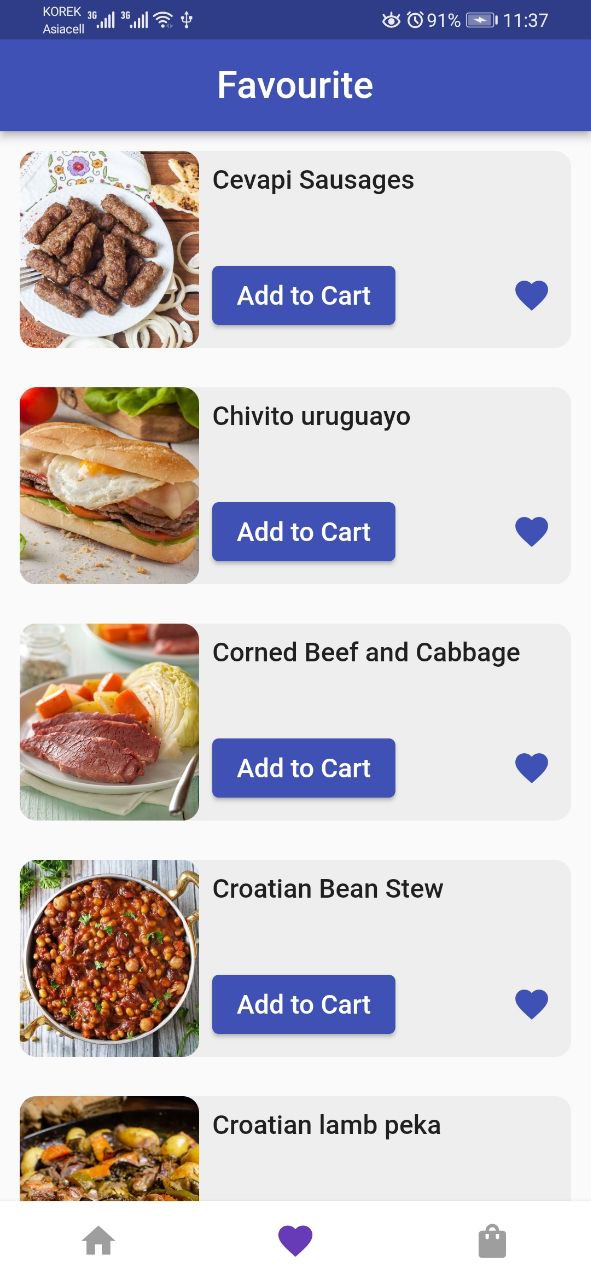 KOREK
Asiacell
3G
3G
91%
11:37
Favourite
Cevapi Sausages
Add to Cart
Chivito uruguayo
Add to Cart
Corned Beef and Cabbage
Add to Cart
Croatian Bean Stew
Add to Cart
Croatian lamb peka